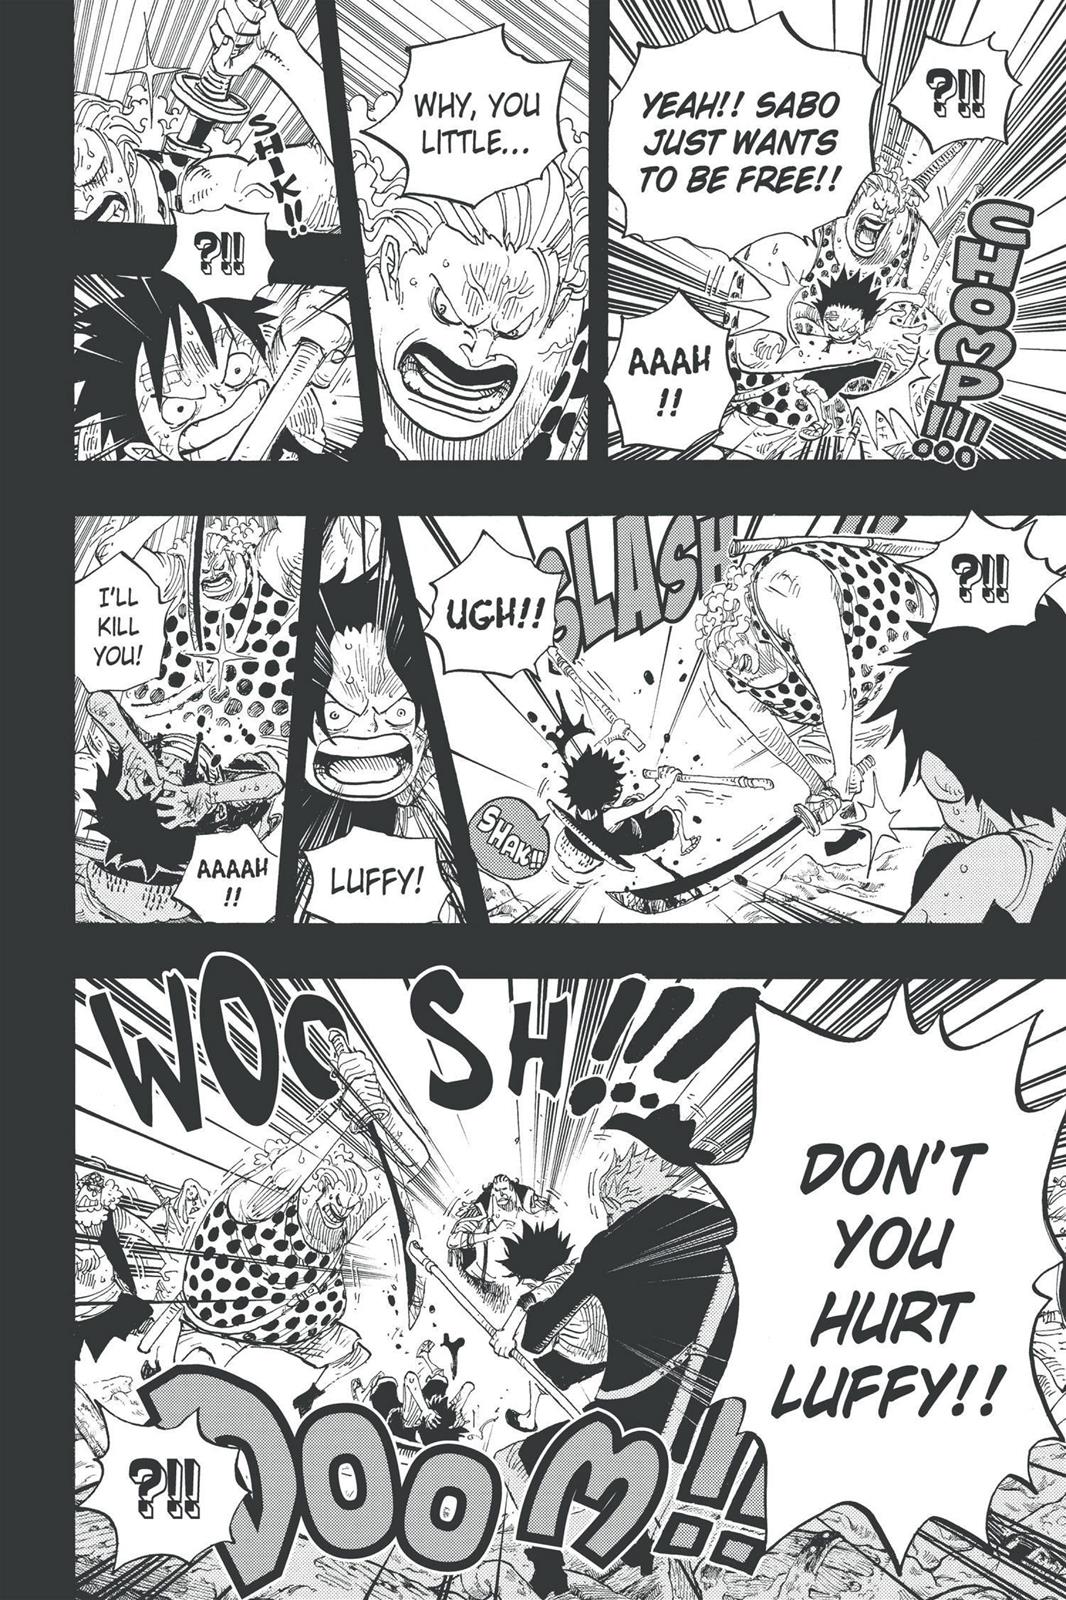 ?!!
YEAH!! SABO
JUST WANTS
TO BE FREE!!
CHOMP!!!
AAAH
!!
WHY, YOU
LITTLE...
SHIK!!
?!!
?!!
SLASH
UGH!!
SHAK!!
LUFFY!
I'LL
KILL
YOU!
AAAAH
!!
WOOSH!!!
DON'T
YOU
HURT
LUFFY!!
DOOM!!
?!!